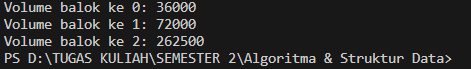 Volume balok ke 0: 36000
Volume balok ke 1: 72000
Volume balok ke 2: 262500
PS D:\TUGAS KULIAH\SEMESTER 2\Algoritma & Struktur Data>